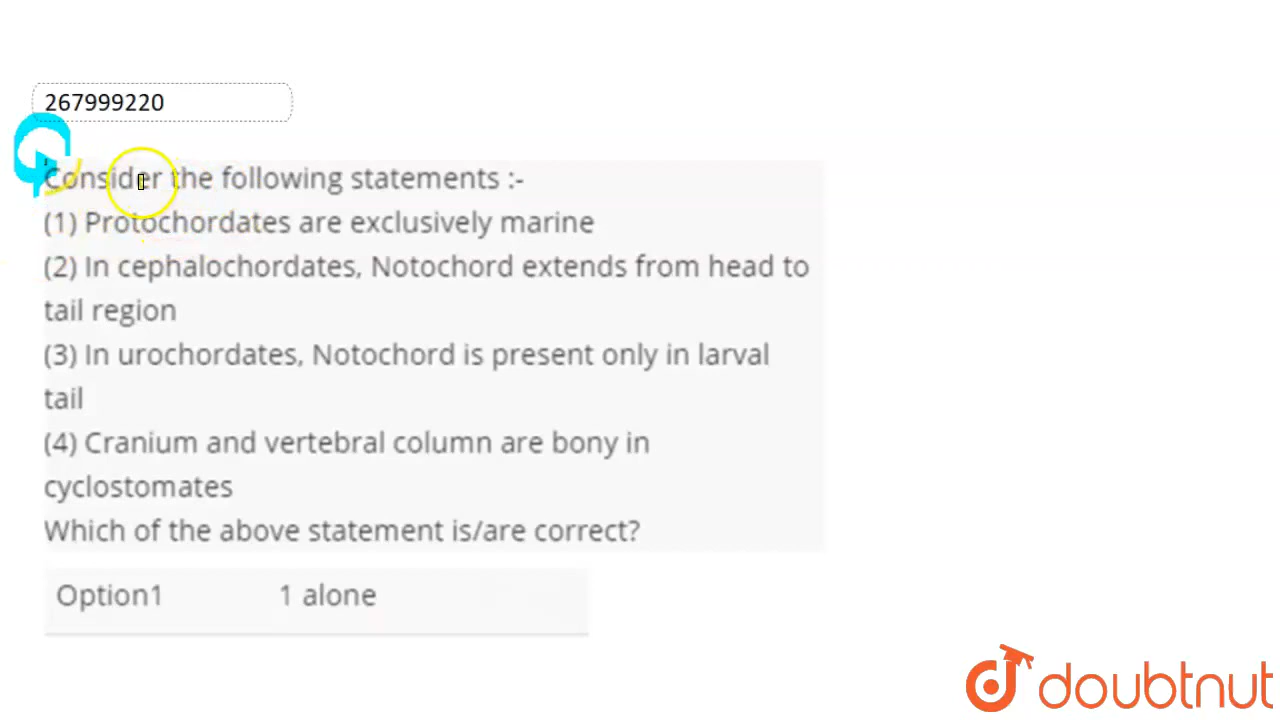 267999220
Consider the following statements :-
(1) Protochordates are exclusively marine
(2) In cephalochordates, Notochord extends from head to
tail region
(3) In urochordates, Notochord is present only in larval
tail
(4) Cranium and vertebral column are bony in
cyclostomates
Which of the above statement is/are correct?
Option1 1 alone
doubtnut